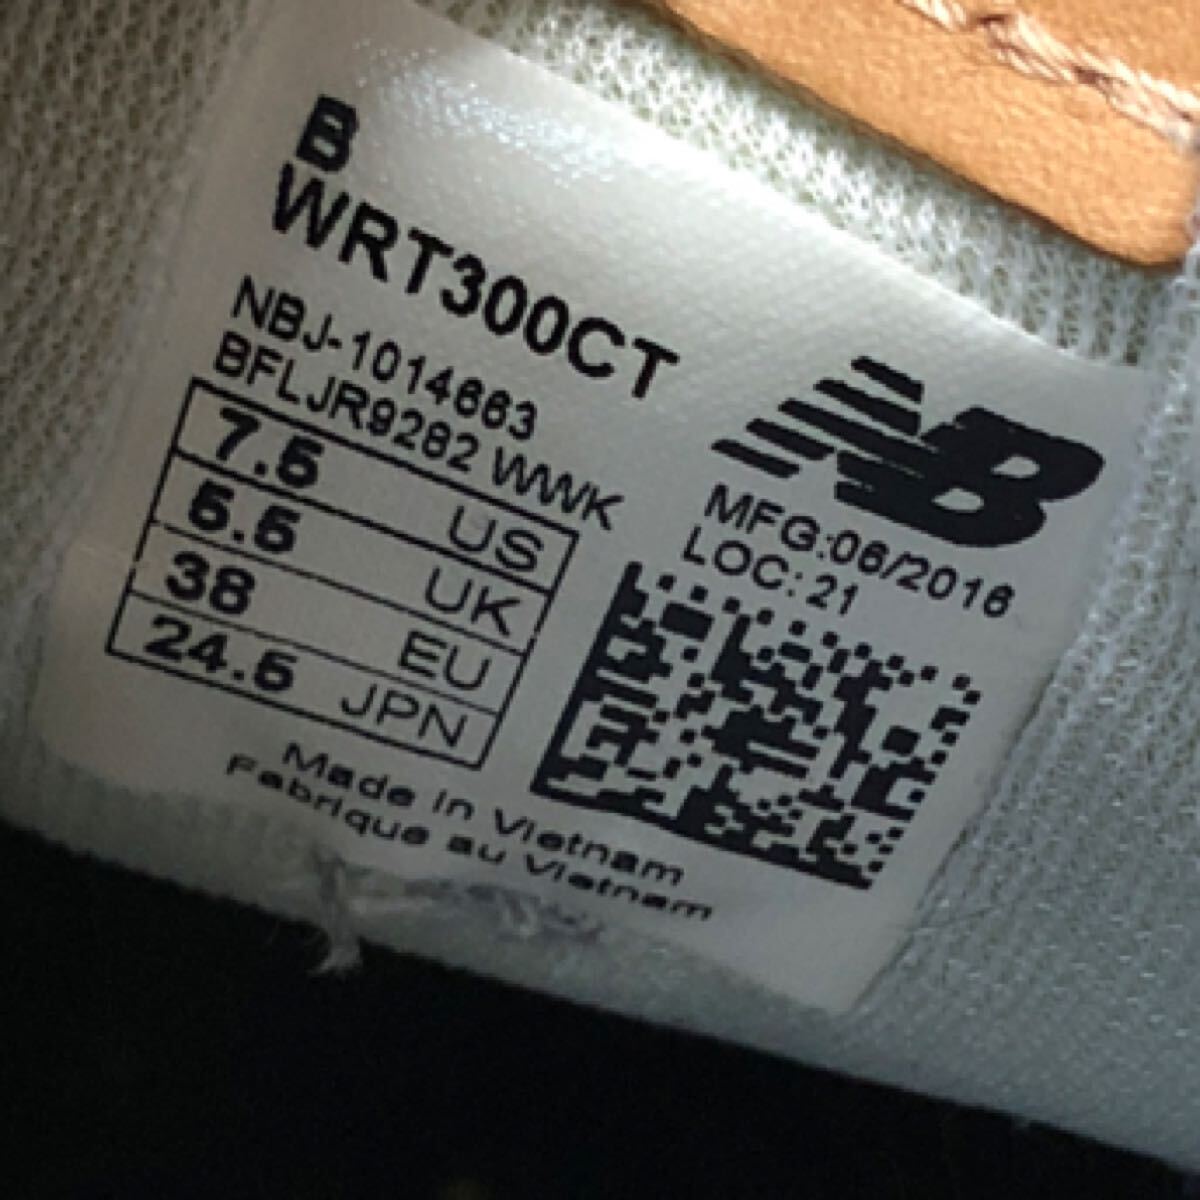 B
WRT300CT
NBJ-1014663
BFLJR9282 WWK
7.5 US
5.5 UK
38 EU
24.5 JPN
NB
MFG:06/2016
LOC:21
Made in Vietnam
Fabrique au Vietnam